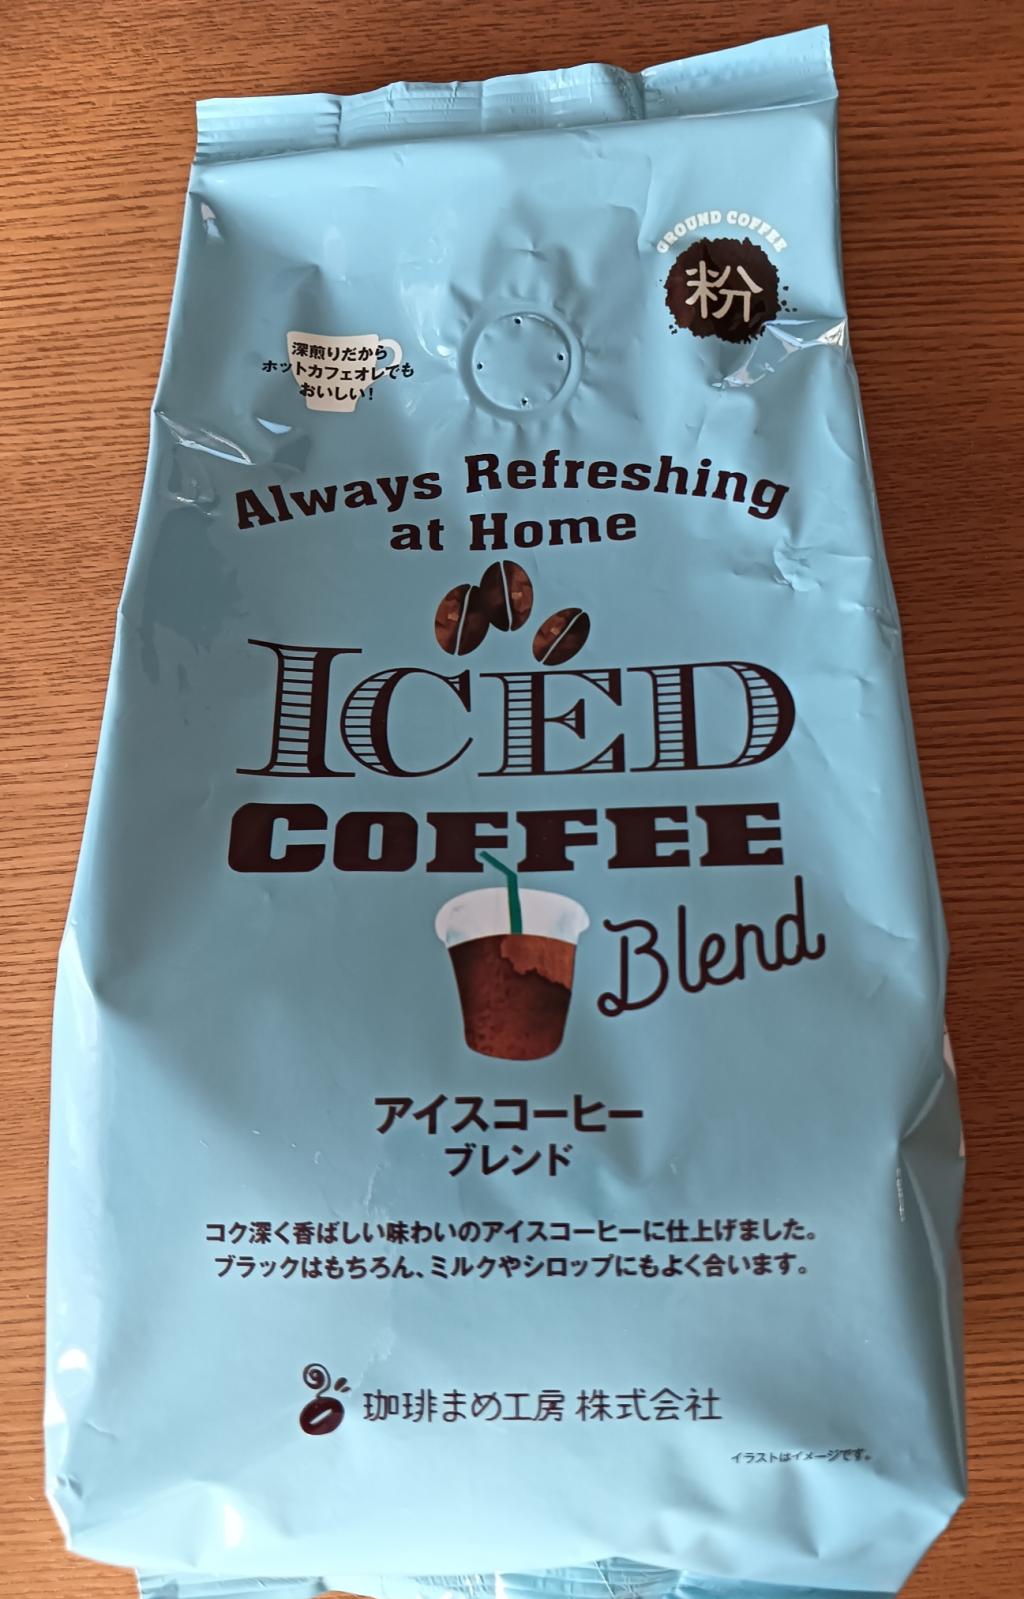 GROUND COFFEE
粉
深煎りだから
ホットカフェオレでも
おいしい!
Always Refreshing
at Home
ICED
COFFEE
Blend
アイスコーヒー
ブレンド
コク深く香ばしい味わいのアイスコーヒーに仕上げました。
ブラックはもちろん、ミルクやシロップにもよく合います。
珈琲まめ工房 株式会社
イラストはイメージです。